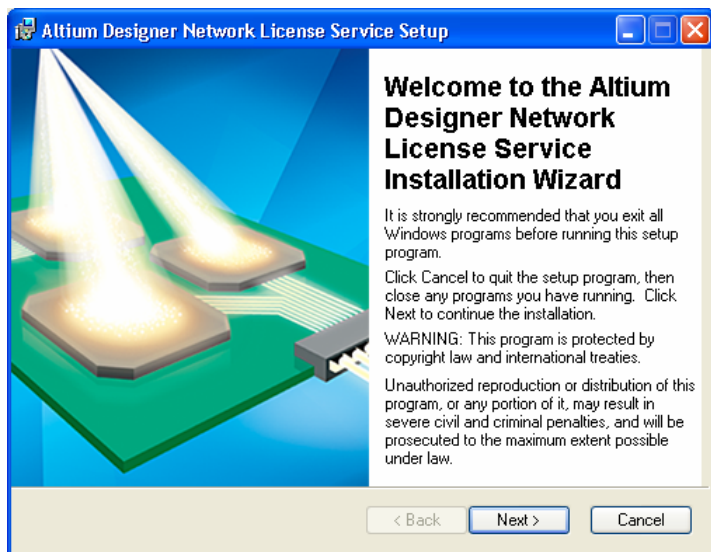 Altium Designer Network License Service Setup
Welcome to the Altium
Designer Network
License Service
Installation Wizard
It is strongly recommended that you exit all
Windows programs before running this setup
program.
Click Cancel to quit the setup program, then
close any programs you have running.  Click
Next to continue the installation.
WARNING: This program is protected by
copyright law and international treaties.
Unauthorized reproduction or distribution of this
program, or any portion of it, may result in
severe civil and criminal penalties, and will be
prosecuted to the maximum extent possible
under law.
< Back
Next >
Cancel